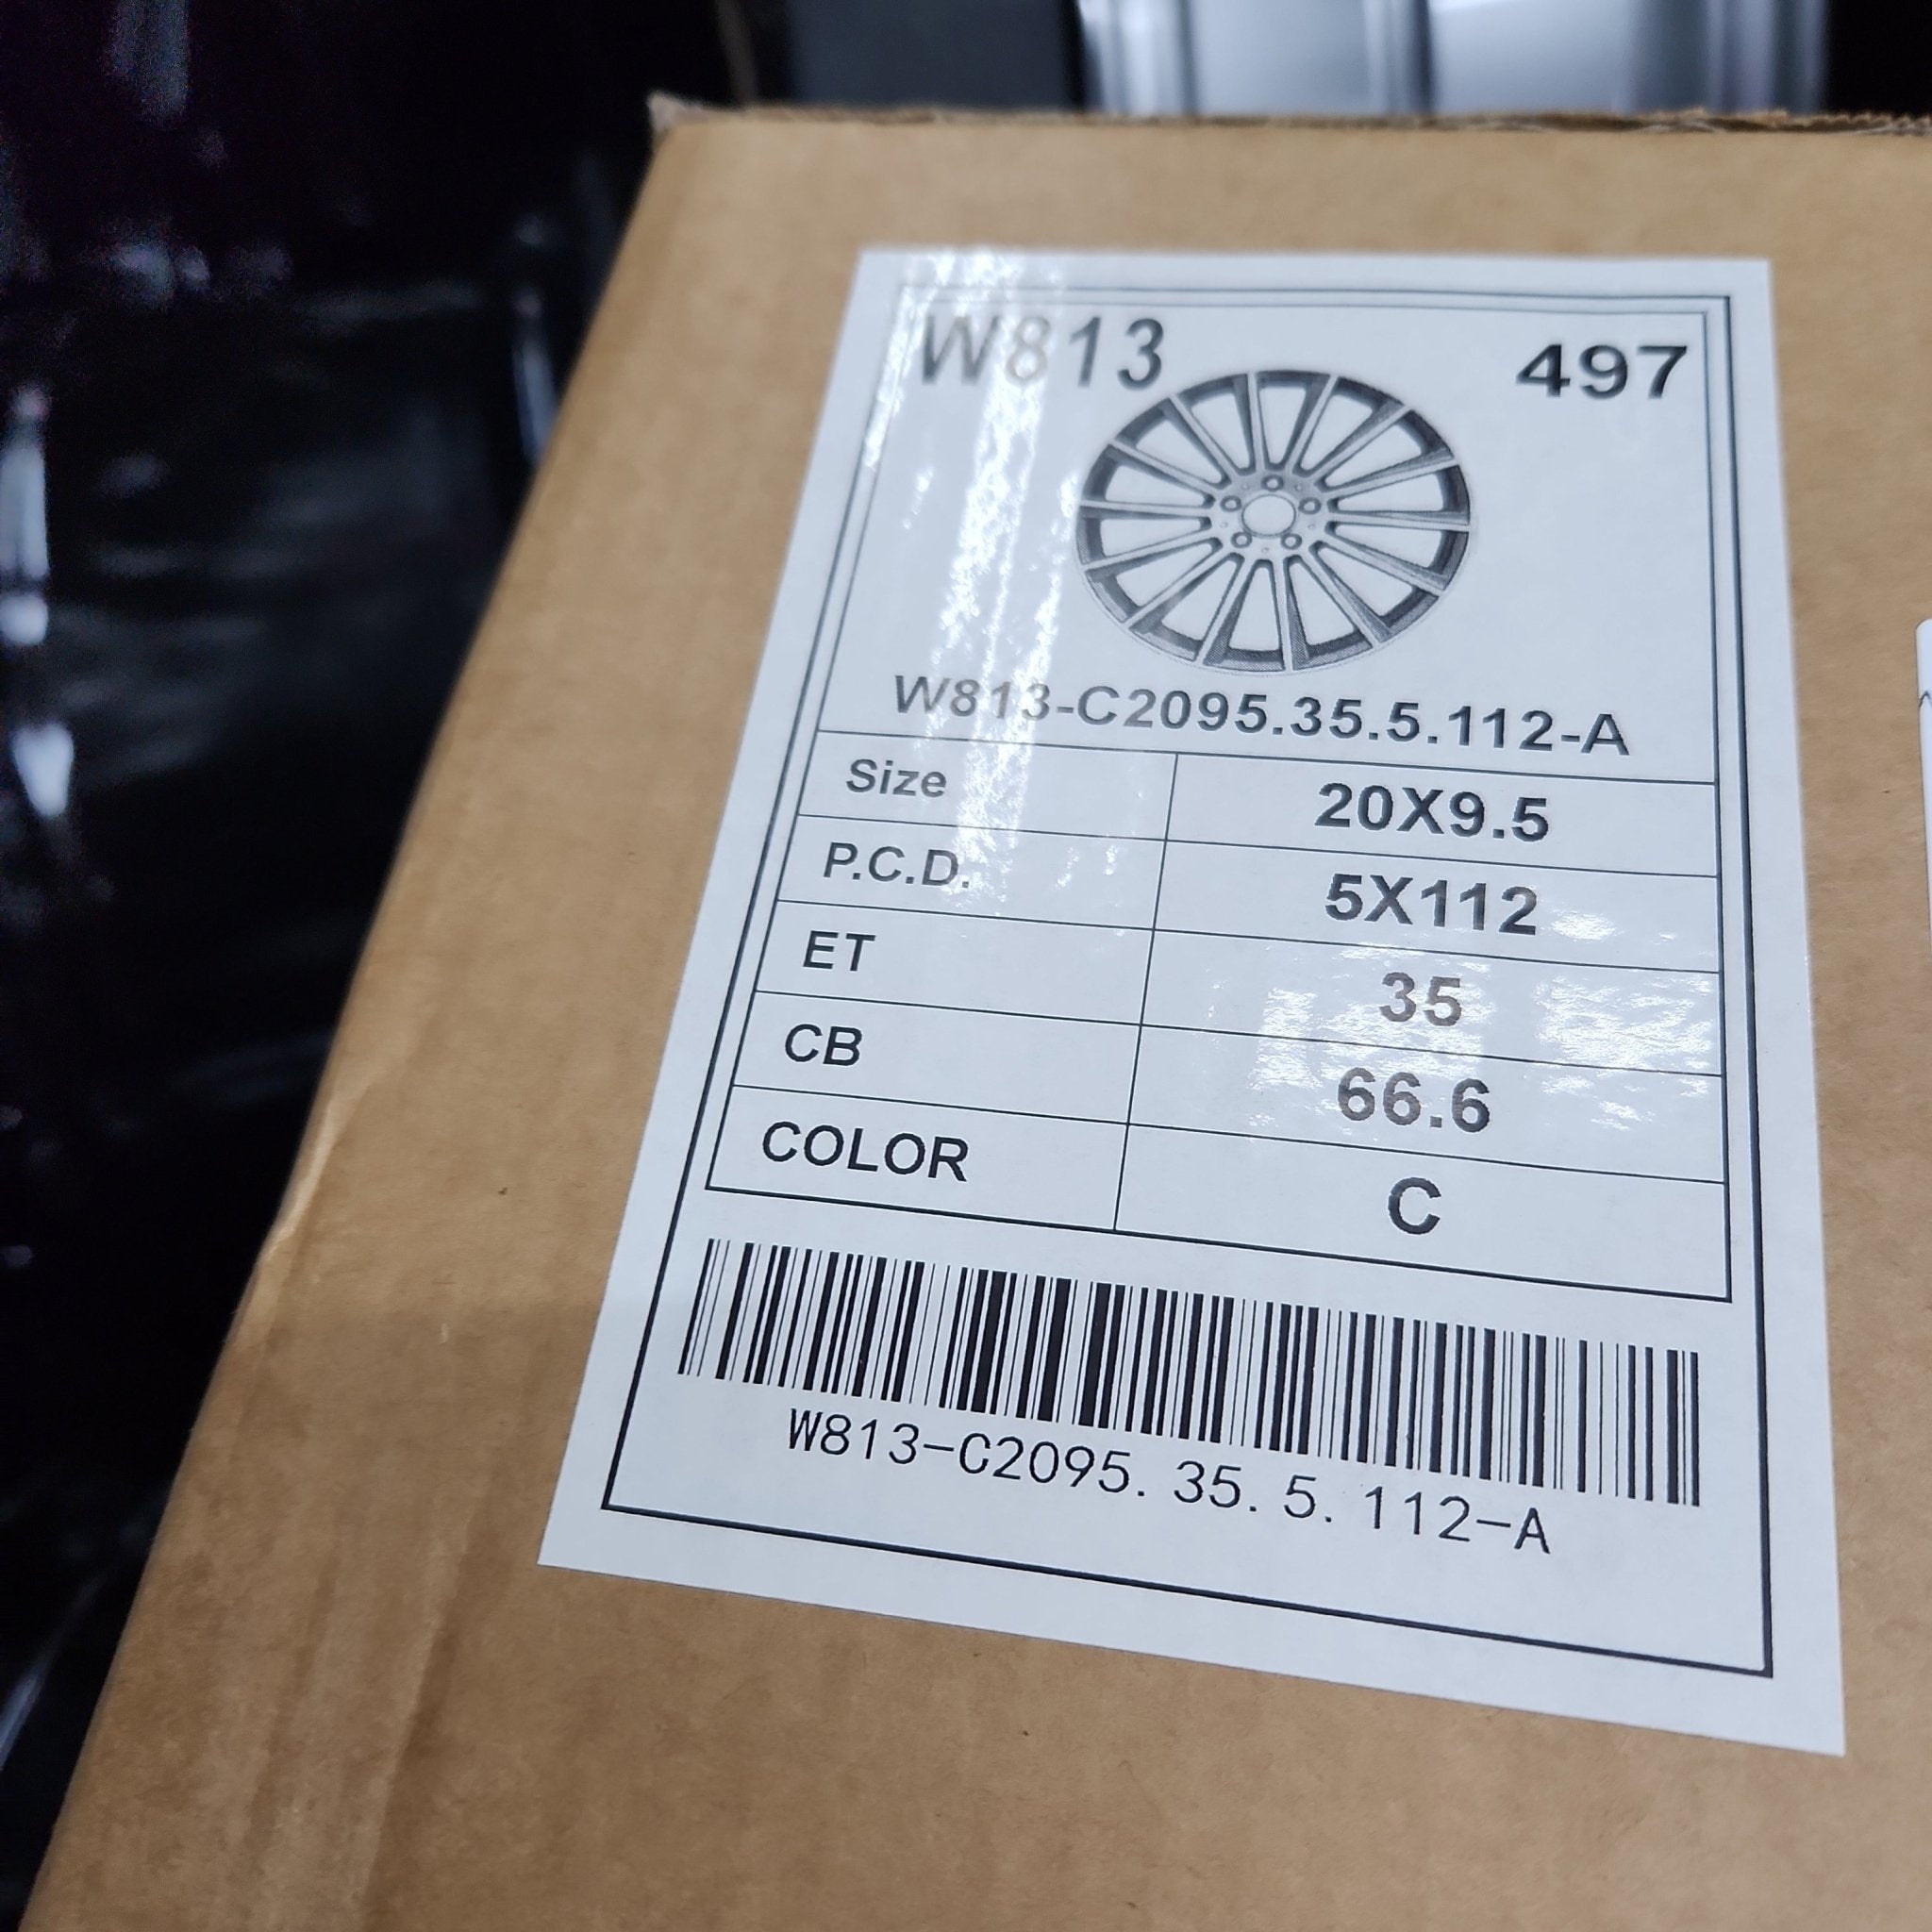 W813
497
W813-C2095.35.5.112-A
Size 20X9.5
P.C.D. 5X112
ET 35
CB 66.6
COLOR C
W813-C2095.35.5.112-A